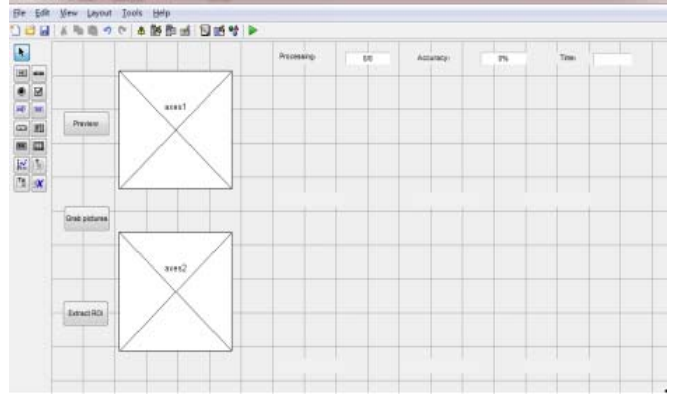 File Edit View Layout Tools Help
Processing: 0/0 Accuracy: 0% Time:
axes1
Preview
Grab pictures
axes2
Extract ROI